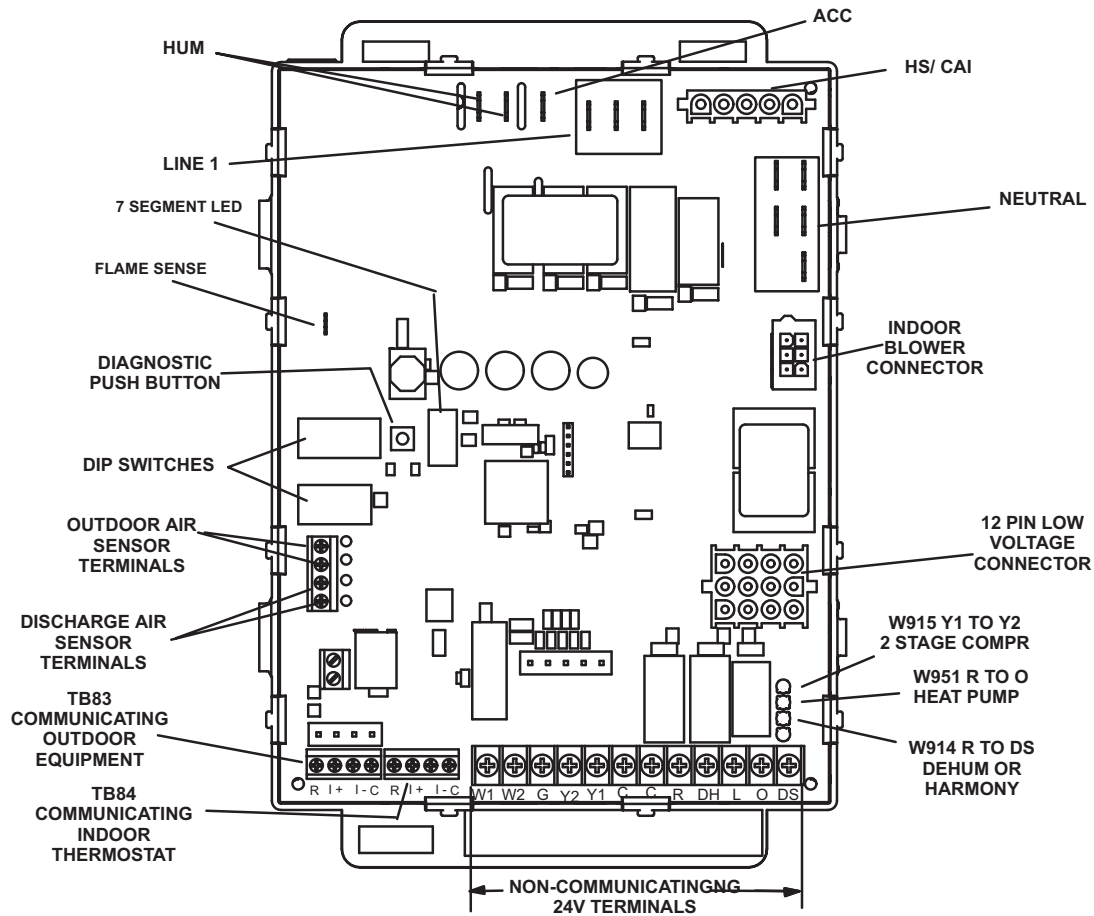 ACC
HUM
HS/ CAI
LINE 1
7 SEGMENT LED
NEUTRAL
FLAME SENSE
INDOOR
BLOWER
CONNECTOR
DIAGNOSTIC
PUSH BUTTON
DIP SWITCHES
OUTDOOR AIR
SENSOR
TERMINALS
12 PIN LOW
VOLTAGE
CONNECTOR
DISCHARGE AIR
SENSOR
TERMINALS
W915 Y1 TO Y2
2 STAGE COMPR
W951 R TO O
HEAT PUMP
TB83
COMMUNICATING
OUTDOOR
EQUIPMENT
W914 R TO DS
DEHUM OR
HARMONY
R I+ I- C R I+ I- C
W1 W2 G Y2 Y1 C C R DH L O DS
TB84
COMMUNICATING
INDOOR
THERMOSTAT
NON-COMMUNICATINGNG
24V TERMINALS